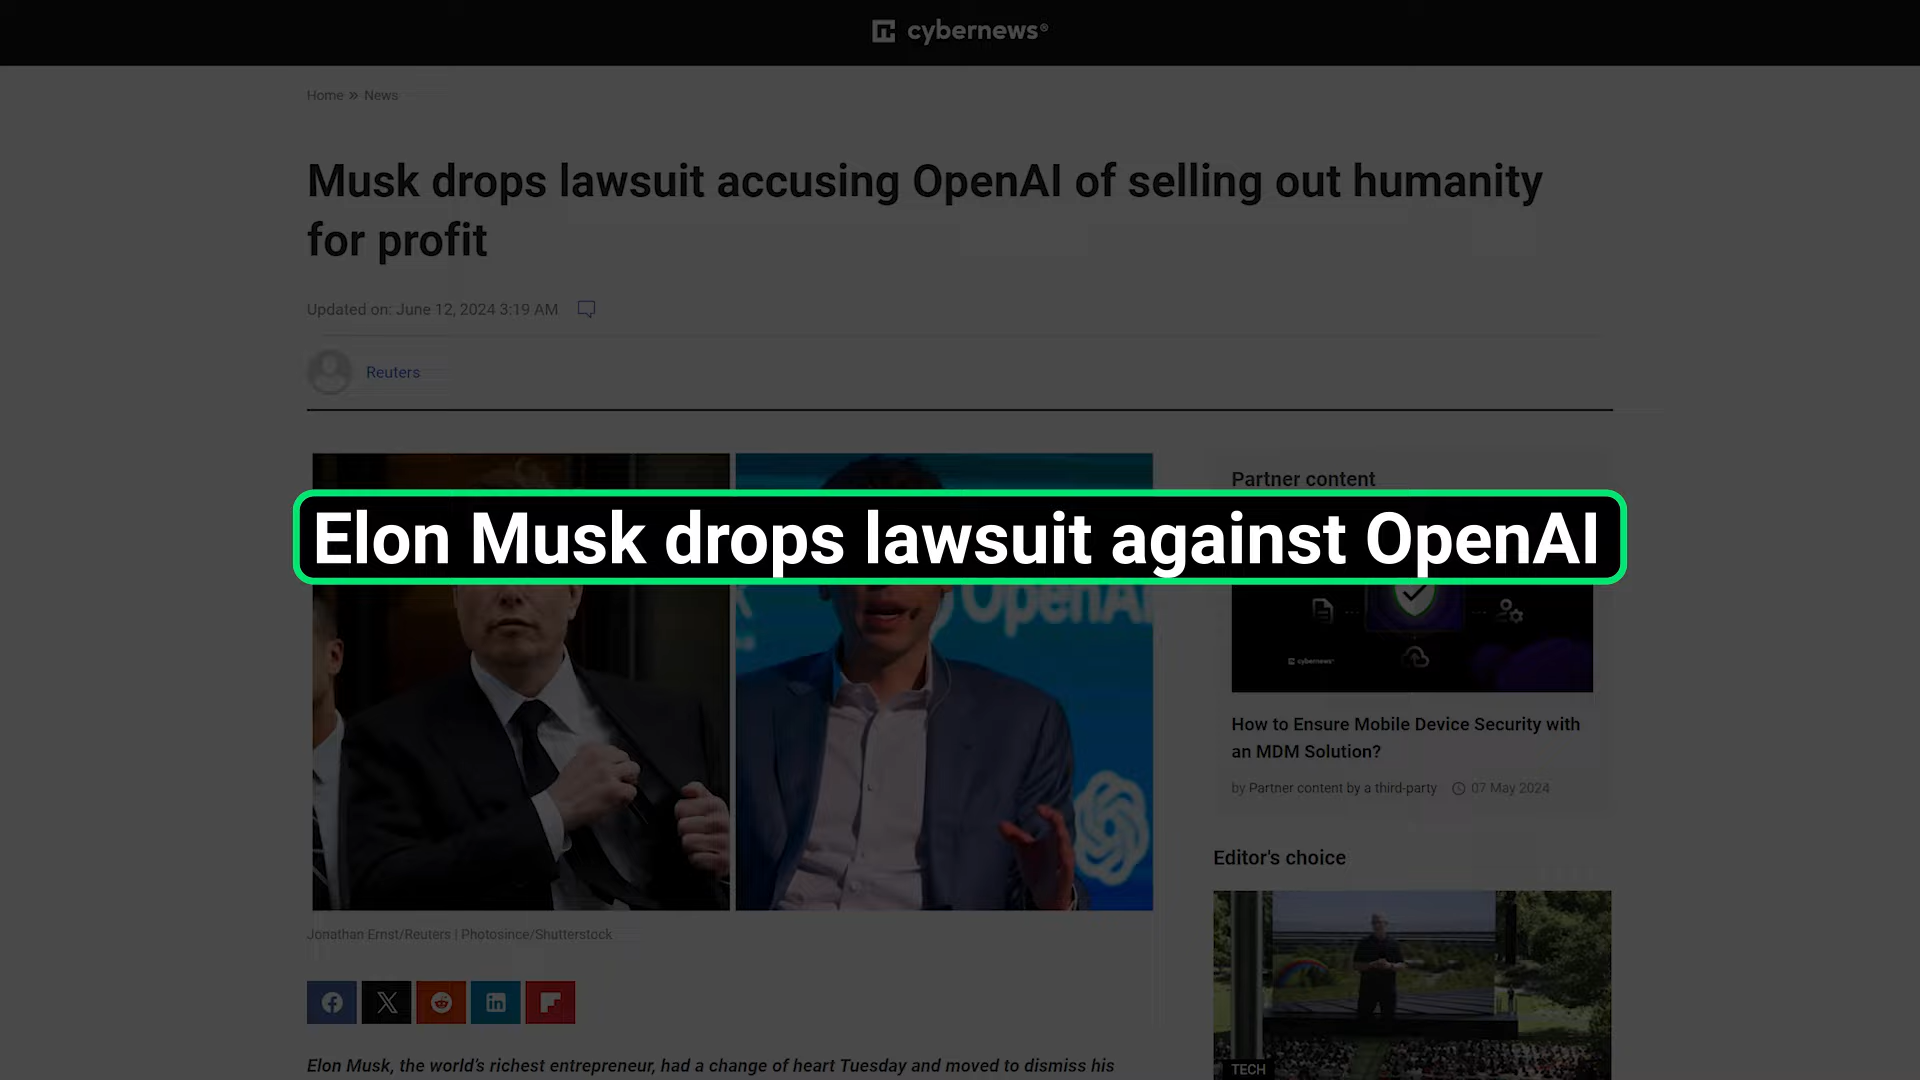 cybernews®
Home » News
Musk drops lawsuit accusing OpenAI of selling out humanity
for profit
Updated on: June 12, 2024 3:19 AM
Reuters
Elon Musk drops lawsuit against OpenAI
OpenAI
Partner content
cybernews®
How to Ensure Mobile Device Security with
an MDM Solution?
by Partner content by a third-party 07 May 2024
Editor's choice
TECH
Jonathan Ernst/Reuters | Photosince/Shutterstock
Elon Musk, the world's richest entrepreneur, had a change of heart Tuesday and moved to dismiss his